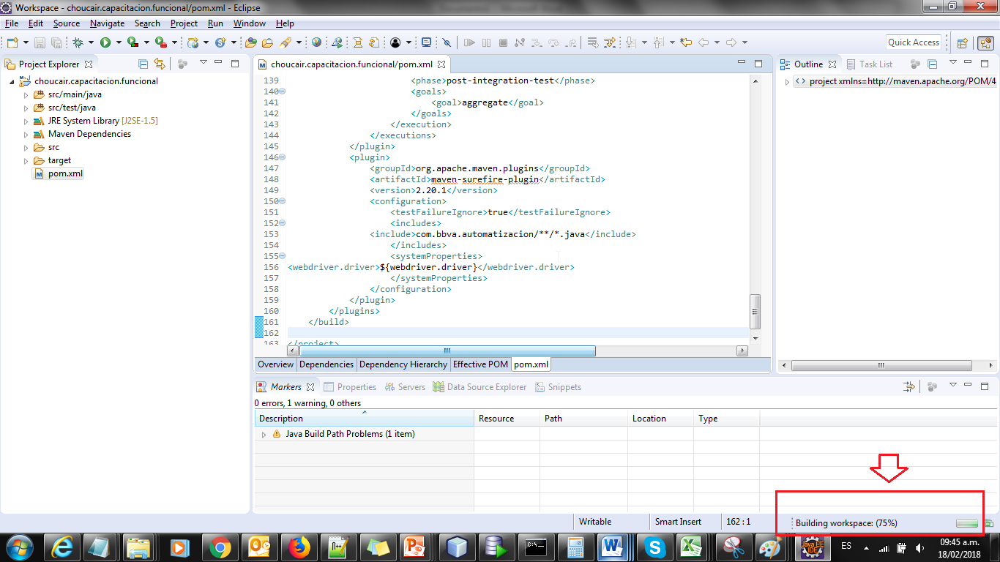 Workspace - choucair.capacitacion.funcional/pom.xml - Eclipse
File Edit Source Navigate Search Project Run Window Help
Quick Access
Project Explorer
choucair.capacitacion.funcional
src/main/java
src/test/java
JRE System Library [J2SE-1.5]
Maven Dependencies
src
target
pom.xml
choucair.capacitacion.funcional/pom.xml
139 <phase>post-integration-test</phase>
140 <goals>
141 <goal>aggregate</goal>
142 </goals>
143 </execution>
144 </executions>
145 </plugin>
146 <plugin>
147 <groupId>org.apache.maven.plugins</groupId>
148 <artifactId>maven-surefire-plugin</artifactId>
149 <version>2.20.1</version>
150 <configuration>
151 <testFailureIgnore>true</testFailureIgnore>
152 <includes>
153 <include>com.bbva.automatizacion/**/*.java</include>
154 </includes>
155 <systemProperties>
156 <webdriver.driver>${webdriver.driver}</webdriver.driver>
157 </systemProperties>
158 </configuration>
159 </plugin>
160 </plugins>
161 </build>
162
163 </project>
Overview Dependencies Dependency Hierarchy Effective POM pom.xml
Outline Task List
project xmlns=http://maven.apache.org/POM/4
Markers Properties Servers Data Source Explorer Snippets
0 errors, 1 warning, 0 others
Description Resource Path Location Type
Java Build Path Problems (1 item)
Writable Smart Insert 162 : 1 Building workspace: (75%)
Java EE IDE
ES
09:45 a.m.
18/02/2018